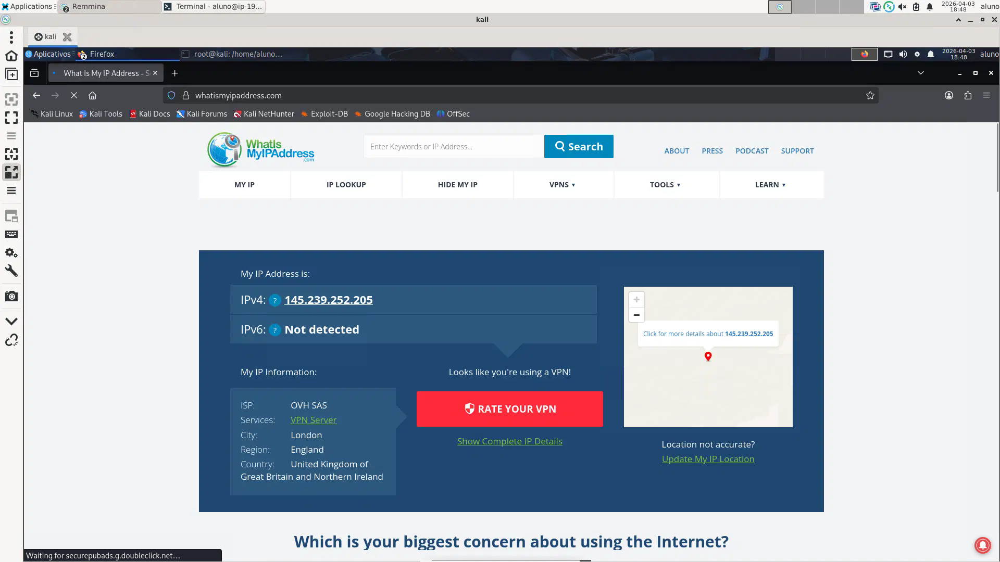 Applications
2
Remmina
Terminal - aluno@ip-19...
2026-04-03
18:48
aluno
kali
kali
Aplicativos
2
Firefox
root@kali: /home/aluno...
2026-04-03
18:48
aluno
What Is My IP Address - S
whatismyipaddress.com
Kali Linux
Kali Tools
Kali Docs
Kali Forums
Kali NetHunter
Exploit-DB
Google Hacking DB
OffSec
WhatIs
MyIPAddress
.com
Enter Keywords or IP Address...
Search
ABOUT
PRESS
PODCAST
SUPPORT
MY IP
IP LOOKUP
HIDE MY IP
VPNS ▾
TOOLS ▾
LEARN ▾
My IP Address is:
IPv4: ? 145.239.252.205
IPv6: ? Not detected
+
−
Click for more details about 145.239.252.205
My IP Information:
Looks like you're using a VPN!
ISP: OVH SAS
Services: VPN Server
City: London
Region: England
Country: United Kingdom of
Great Britain and Northern Ireland
RATE YOUR VPN
Show Complete IP Details
Location not accurate?
Update My IP Location
Which is your biggest concern about using the Internet?
Waiting for securepubads.g.doubleclick.net...